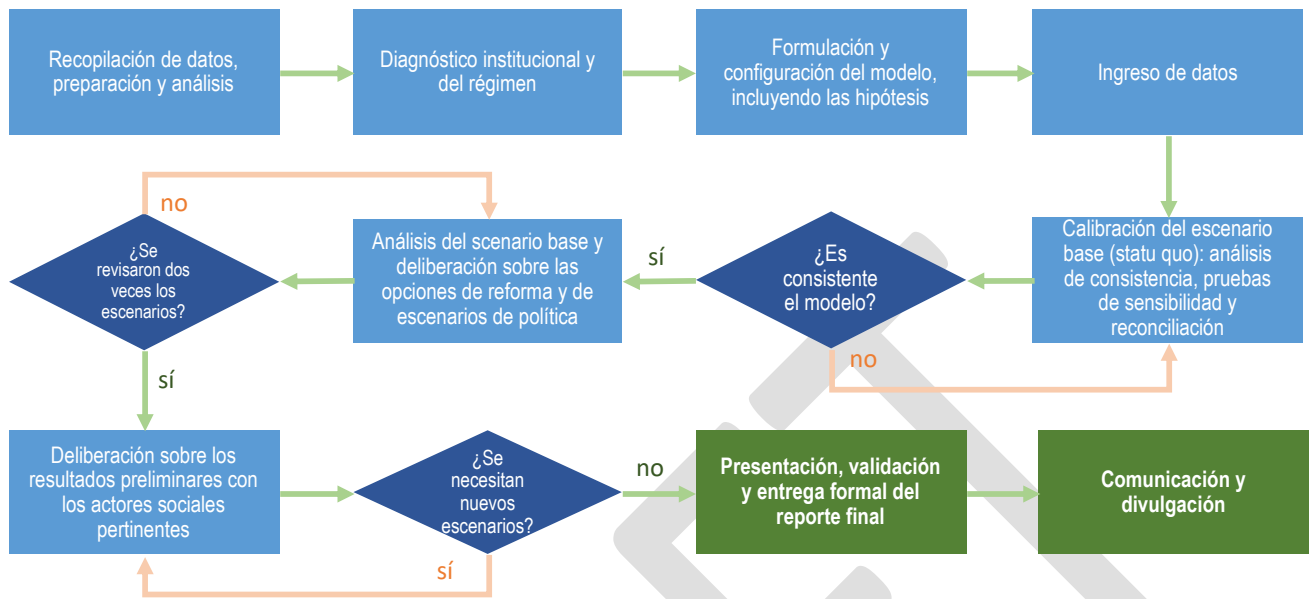 Recopilación de datos,
preparación y análisis
Diagnóstico institucional y
del régimen
Formulación y
configuración del modelo,
incluyendo las hipótesis
Ingreso de datos
Calibración del escenario
base (statu quo): análisis
de consistencia, pruebas
de sensibilidad y
reconciliación
¿Es
consistente
el modelo?
no
sí
Análisis del scenario base y
deliberación sobre las
opciones de reforma y de
escenarios de política
¿Se
revisaron dos
veces los
escenarios?
no
sí
Deliberación sobre los
resultados preliminares con
los actores sociales
pertinentes
¿Se
necesitan
nuevos
escenarios?
sí
no
Presentación, validación
y entrega formal del
reporte final
Comunicación y
divulgación